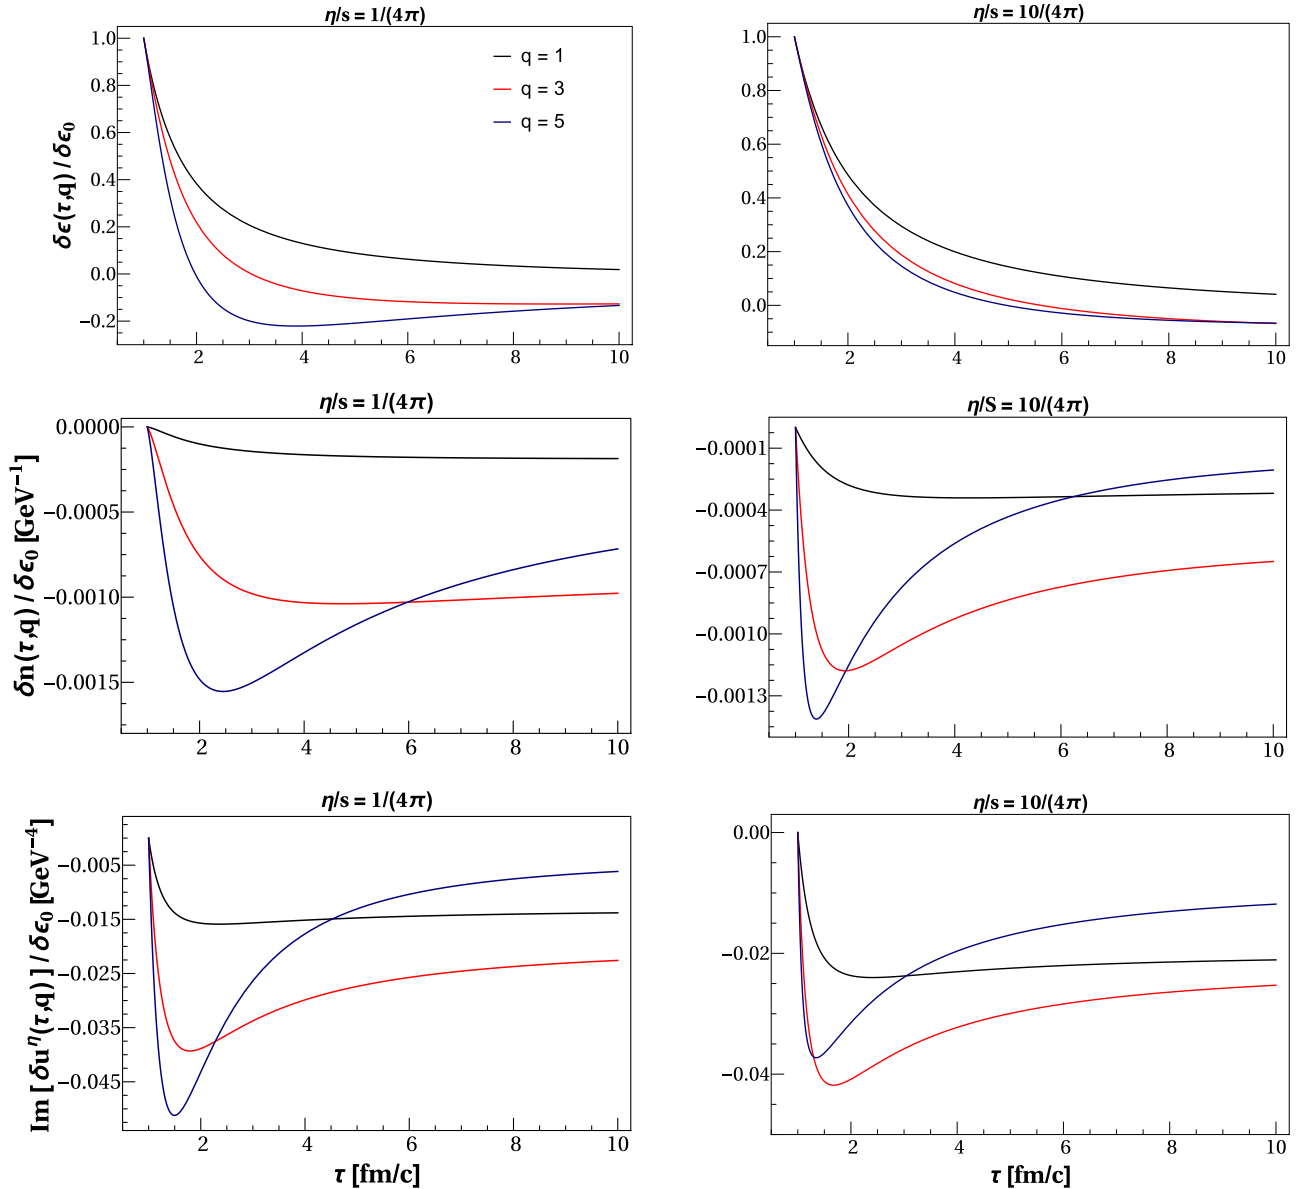 η/s = 1/(4π)
δϵ(τ,q) / δϵ0
1.0
0.8
0.6
0.4
0.2
0.0
−0.2
q = 1
q = 3
q = 5
2 4 6 8 10
η/s = 10/(4π)
1.0
0.8
0.6
0.4
0.2
0.0
2 4 6 8 10
η/s = 1/(4π)
δn(τ,q) / δϵ0 [GeV−1]
0.0000
−0.0005
−0.0010
−0.0015
2 4 6 8 10
η/S = 10/(4π)
−0.0001
−0.0004
−0.0007
−0.0010
−0.0013
2 4 6 8 10
η/s = 1/(4π)
Im [ δuη(τ,q) ] / δϵ0 [GeV−4]
−0.005
−0.015
−0.025
−0.035
−0.045
2 4 6 8 10
τ [fm/c]
η/s = 10/(4π)
0.00
−0.02
−0.04
2 4 6 8 10
τ [fm/c]